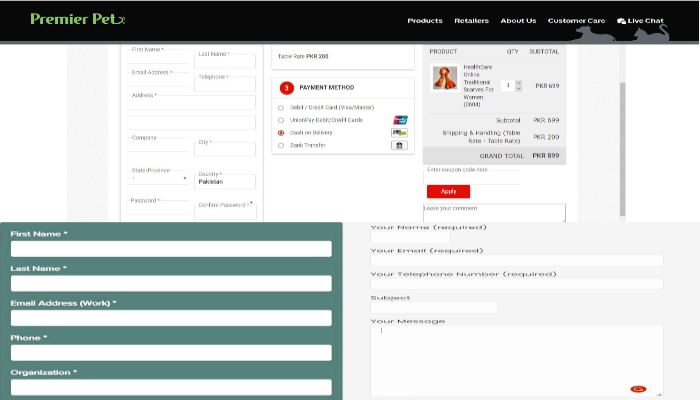 Premier Pet
Products Retailers About Us Customer Care Live Chat
First Name *
Last Name *
Email Address *
Telephone *
Address *
Company
City *
State/Province
Country *
Pakistan
Password *
Confirm Password *
Table Rate PKR 200
3 PAYMENT METHOD
Debit / Credit Card (Visa/Master)
UnionPay Debit/Credit Cards
Cash on Delivery
Bank Transfer
PRODUCT QTY SUBTOTAL
HealthCare
Online
Traditional
Scarves For
Women
(0604)
1
PKR 699
Subtotal PKR 699
Shipping & Handling (Table
Rate - Table Rate)
PKR 200
GRAND TOTAL PKR 899
Enter coupon code here
Apply
Leave your comment
First Name *
Last Name *
Email Address (Work) *
Phone *
Organization *
Your Name (required)
Your Email (required)
Your Telephone Number (required)
Subject
Your Message